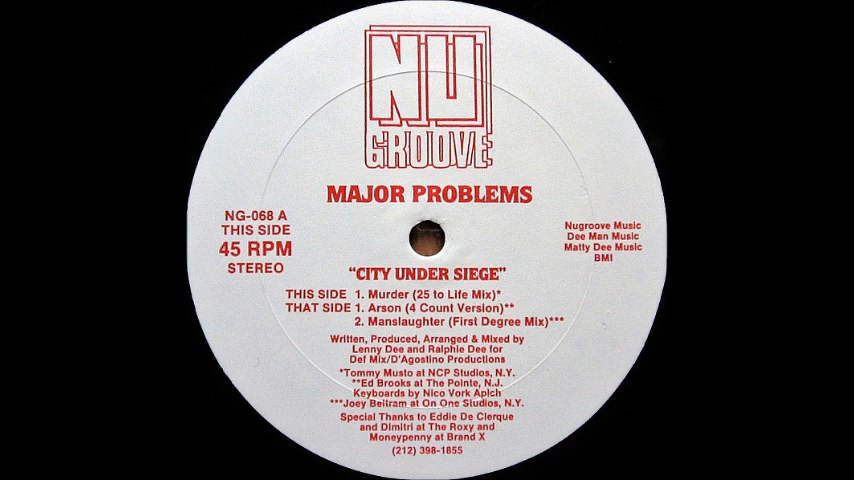 NU
GROOVE
MAJOR PROBLEMS
NG-068 A
THIS SIDE
45 RPM
STEREO
Nugroove Music
Dee Man Music
Matty Dee Music
BMI
"CITY UNDER SIEGE"
THIS SIDE 1. Murder (25 to Life Mix)*
THAT SIDE 1. Arson (4 Count Version)**
2. Manslaughter (First Degree Mix)***
Written, Produced, Arranged & Mixed by
Lenny Dee and Ralphie Dee for
Def Mix/D'Agostino Productions
*Tommy Musto at NCP Studios, N.Y.
**Ed Brooks at The Pointe, N.J.
Keyboards by Nico Vork Apich
***Joey Beltram at On One Studios, N.Y.
Special Thanks to Eddie De Clerque
and Dimitri at The Roxy and
Moneypenny at Brand X
(212) 398-1855